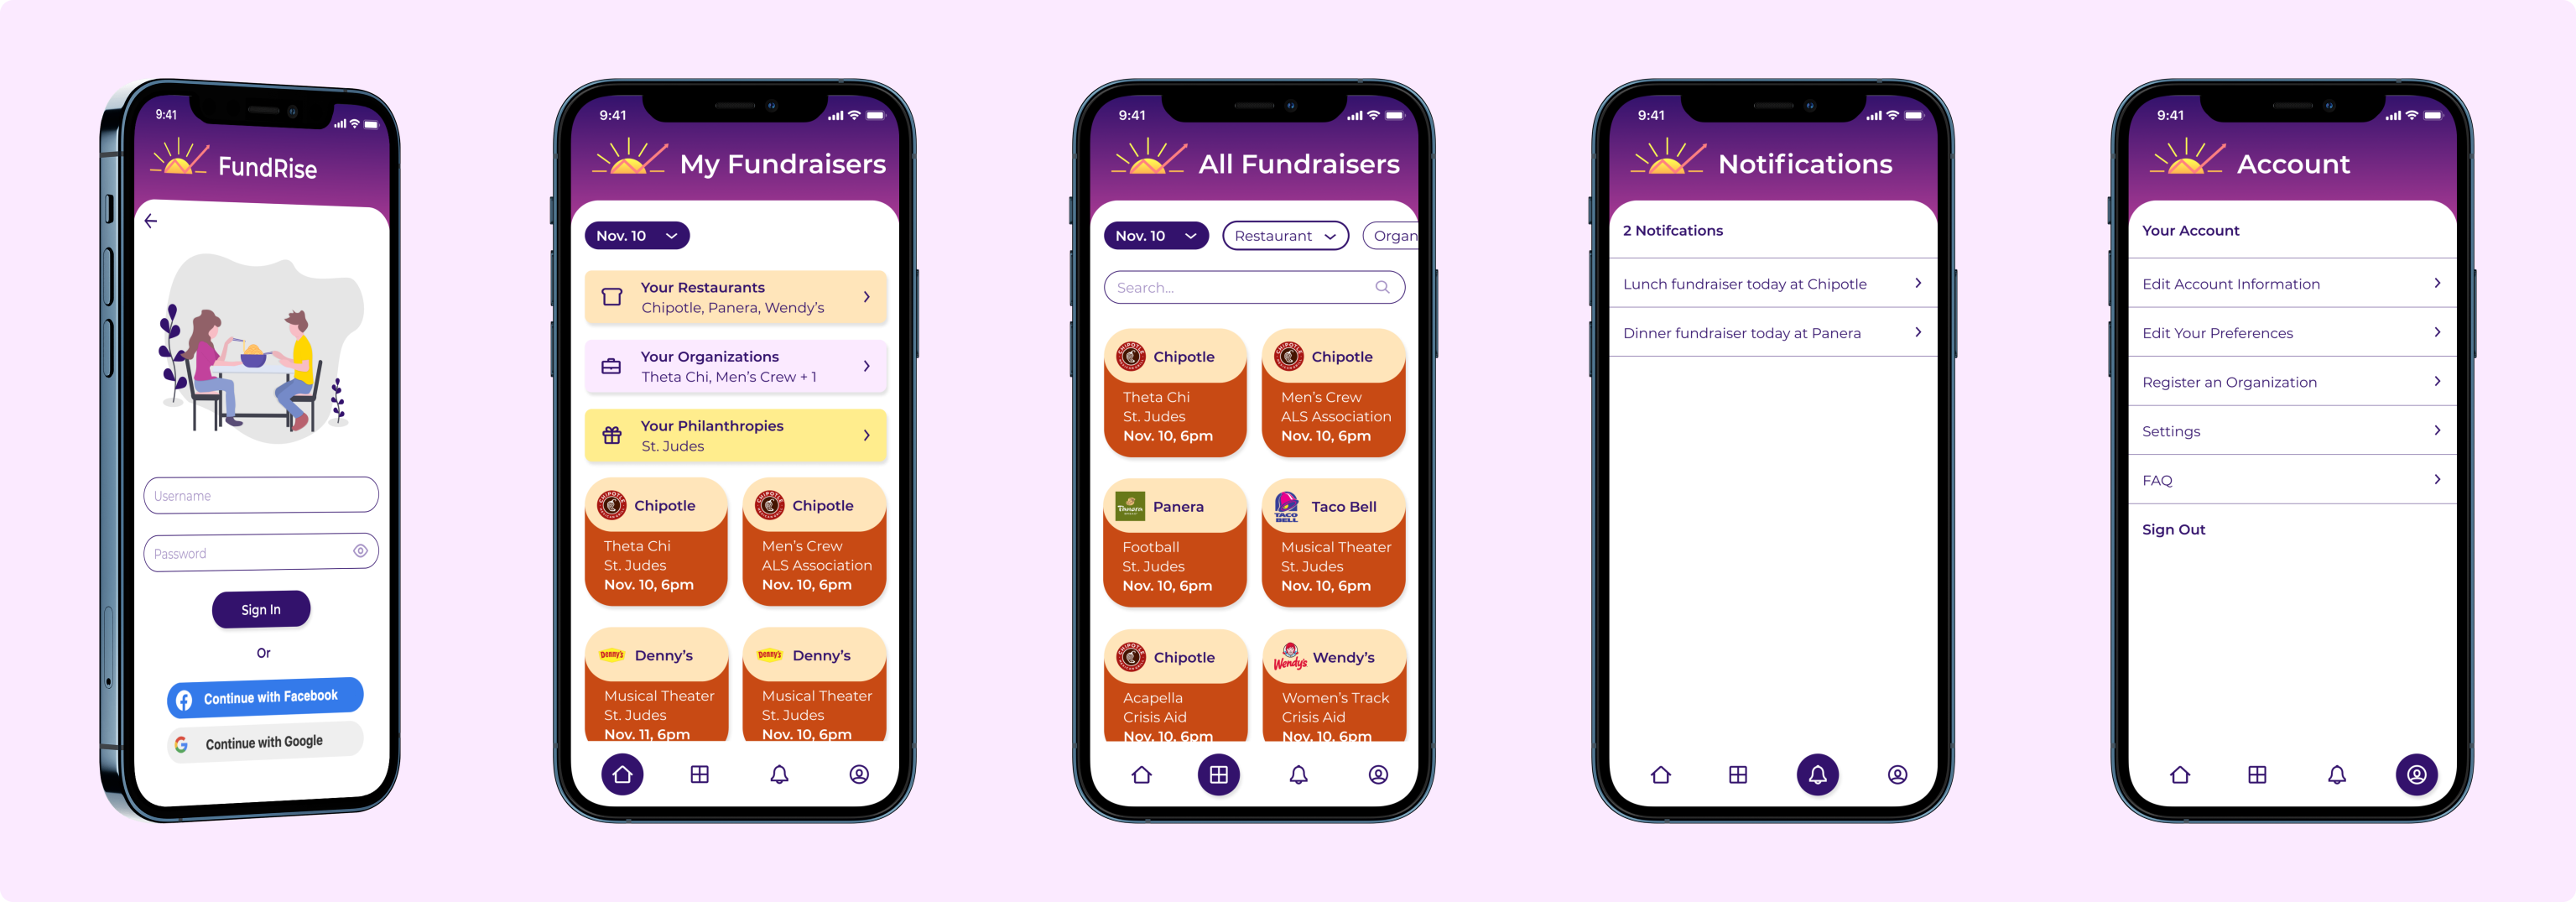 9:41
FundRise
Username
Password
Sign In
Or
Continue with Facebook
Continue with Google
9:41
My Fundraisers
Nov. 10
Your Restaurants
Chipotle, Panera, Wendy's
Your Organizations
Theta Chi, Men's Crew + 1
Your Philanthropies
St. Judes
Chipotle
Theta Chi
St. Judes
Nov. 10, 6pm
Chipotle
Men's Crew
ALS Association
Nov. 10, 6pm
Denny's
Denny's
Musical Theater
St. Judes
Nov. 11, 6pm
Denny's
Denny's
Musical Theater
St. Judes
Nov. 10, 6pm
9:41
All Fundraisers
Nov. 10
Restaurant
Organ
Search...
Chipotle
Theta Chi
St. Judes
Nov. 10, 6pm
Chipotle
Men's Crew
ALS Association
Nov. 10, 6pm
Panera
Panera
Football
St. Judes
Nov. 10, 6pm
TACO
BELL
Taco Bell
Musical Theater
St. Judes
Nov. 10, 6pm
Chipotle
Acapella
Crisis Aid
Nov. 10, 6pm
Wendy's
Wendy's
Women's Track
Crisis Aid
Nov. 10, 6pm
9:41
Notifications
2 Notifcations
Lunch fundraiser today at Chipotle
Dinner fundraiser today at Panera
9:41
Account
Your Account
Edit Account Information
Edit Your Preferences
Register an Organization
Settings
FAQ
Sign Out